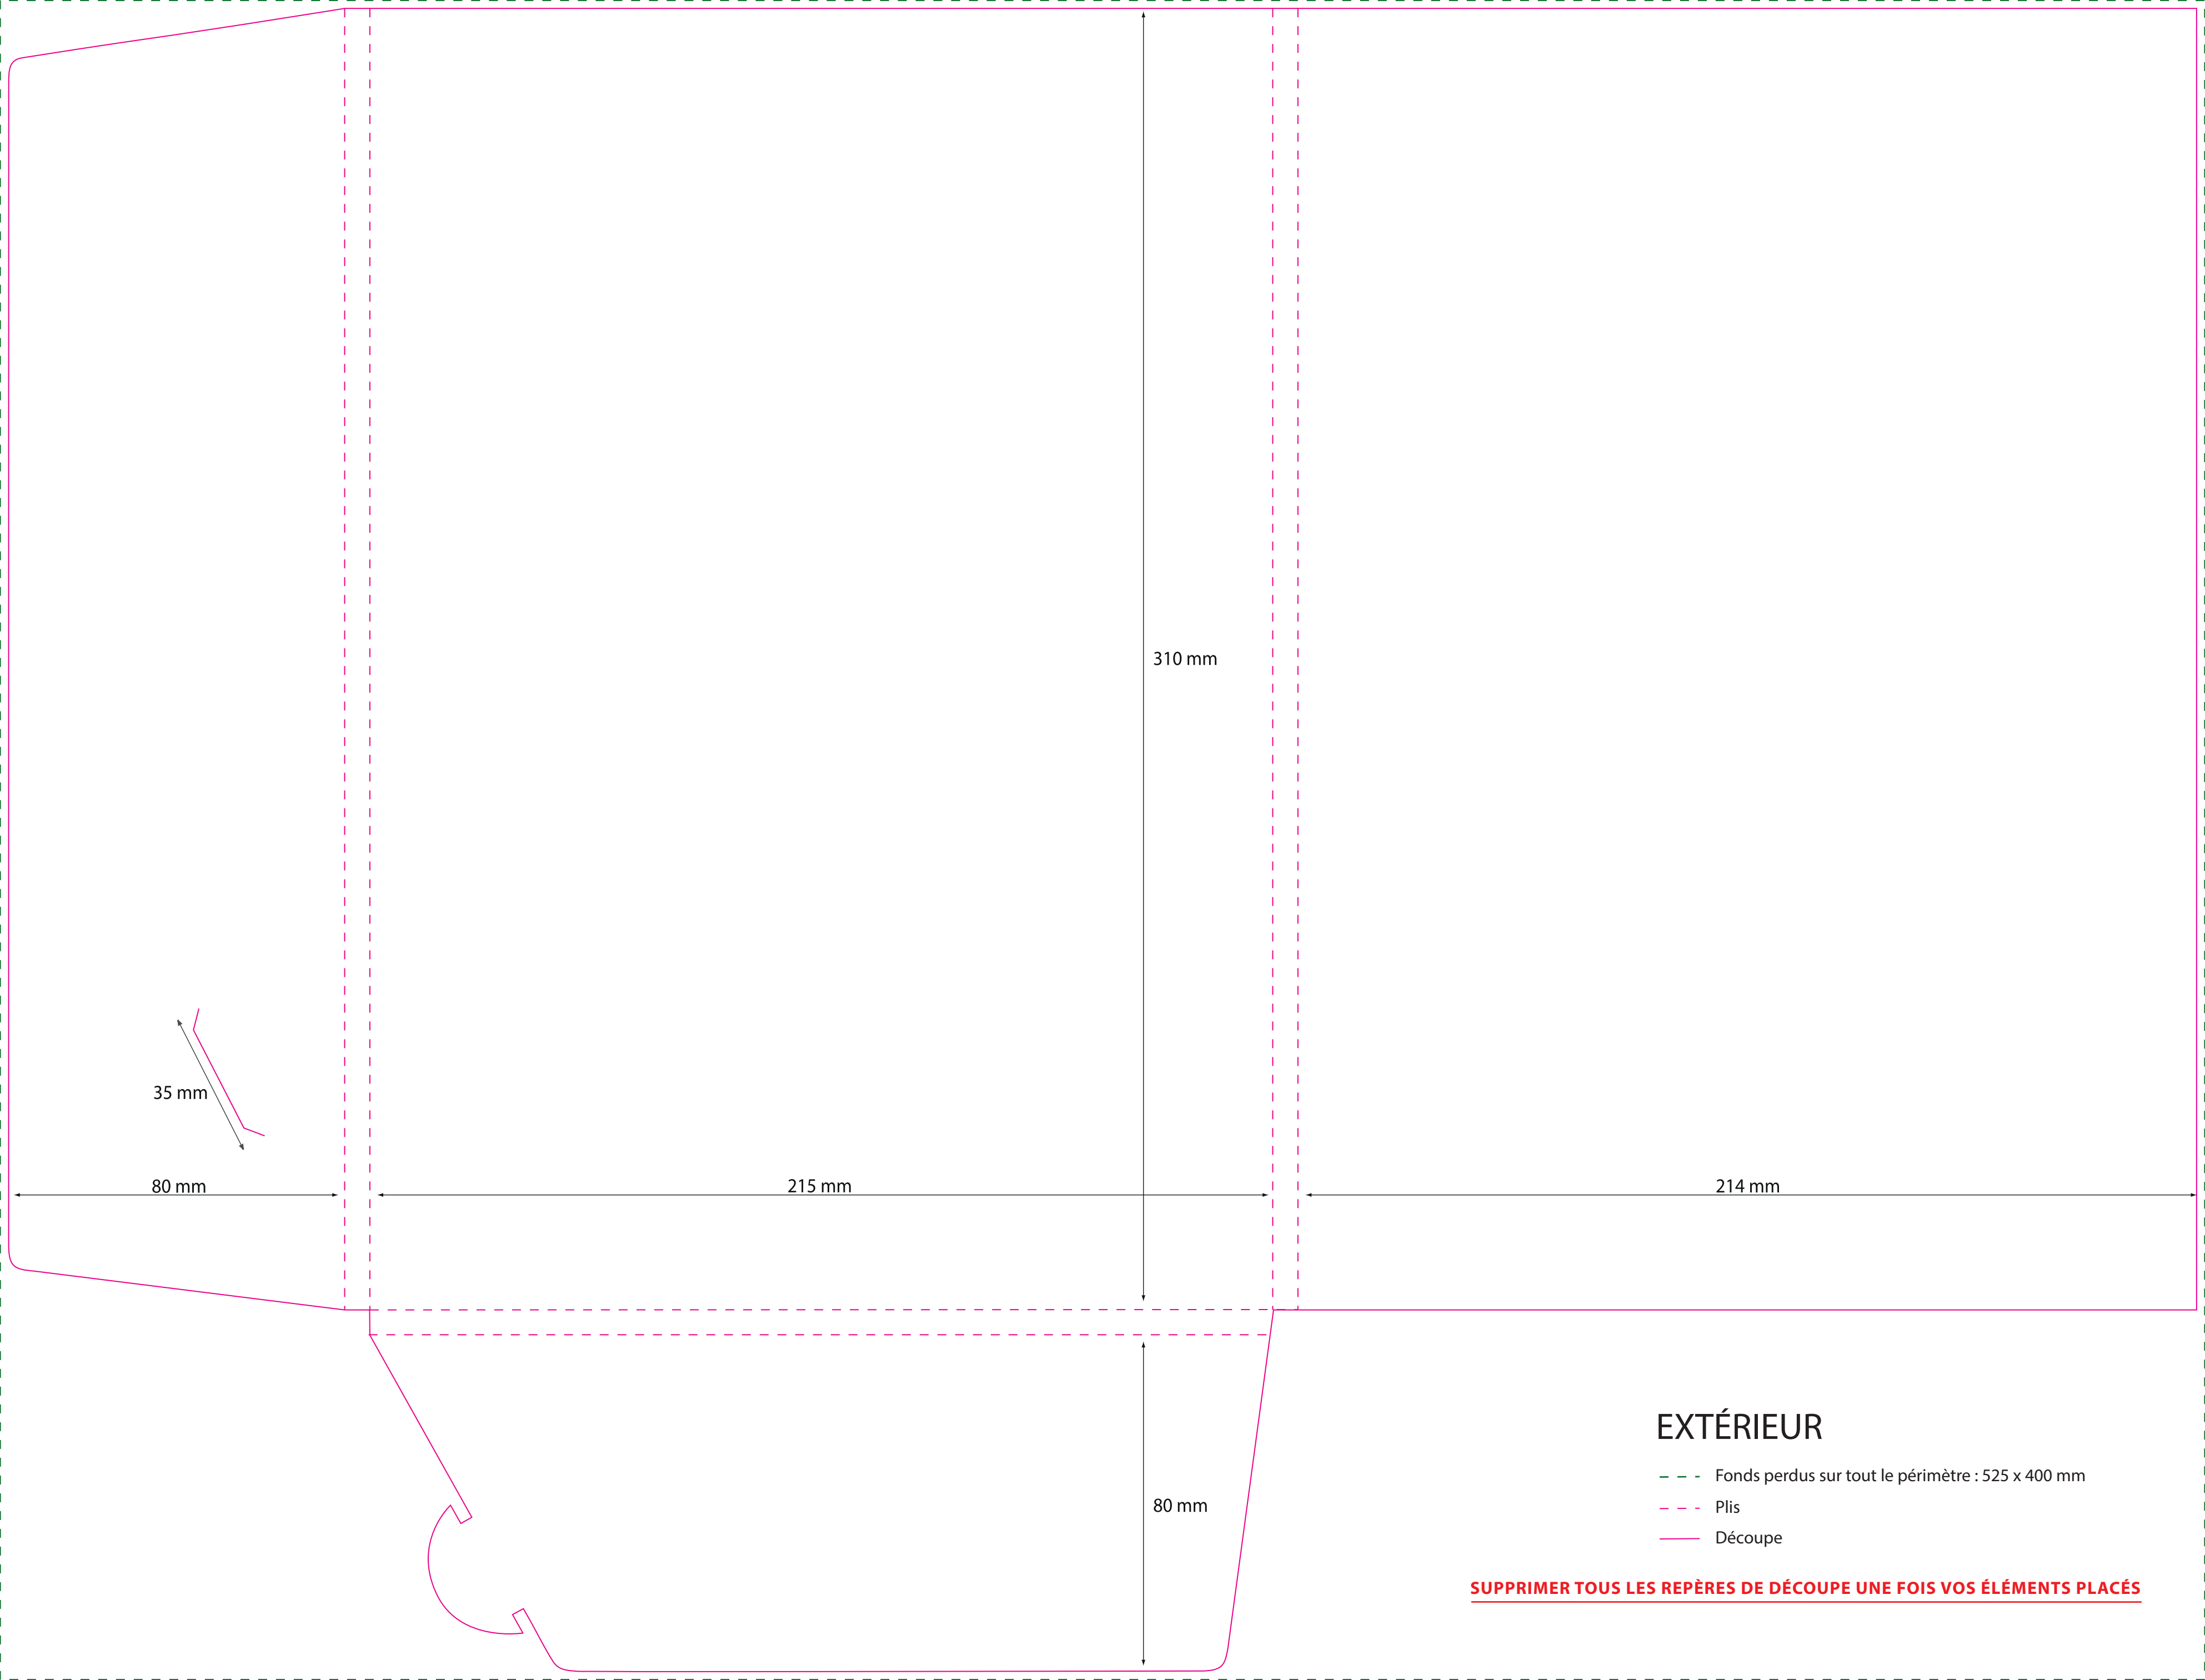 310 mm
35 mm
80 mm
215 mm
214 mm
80 mm
EXTÉRIEUR
Fonds perdus sur tout le périmètre : 525 x 400 mm
Plis
Découpe
SUPPRIMER TOUS LES REPÈRES DE DÉCOUPE UNE FOIS VOS ÉLÉMENTS PLACÉS